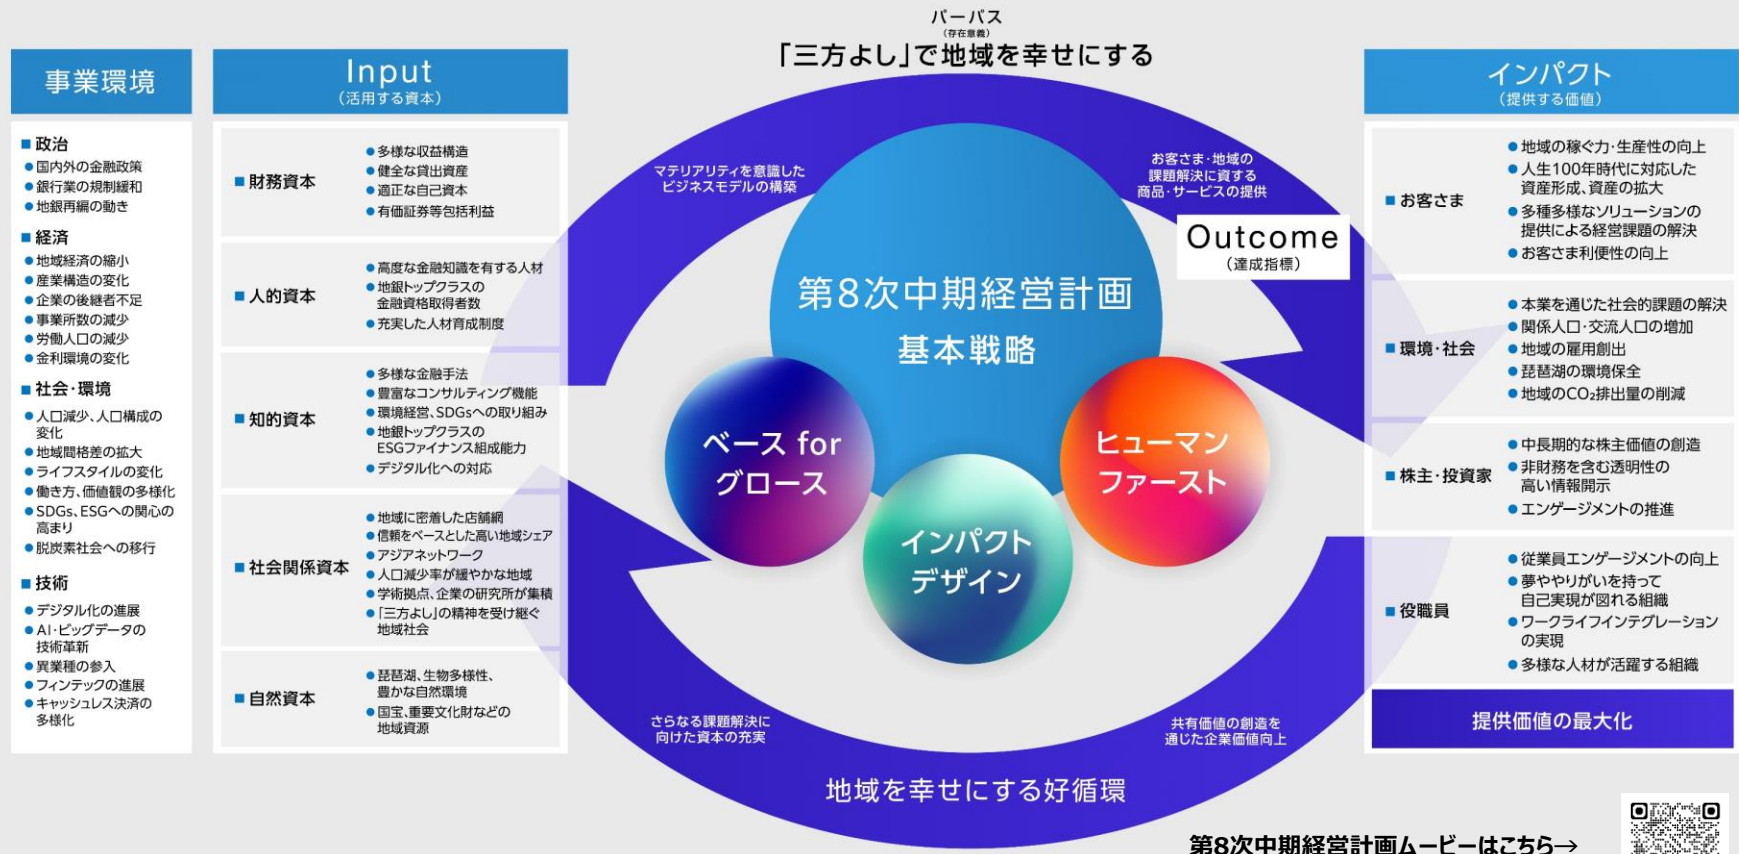 パーパス
(存在意義)
「三方よし」で地域を幸せにする
事業環境
■ 政治
● 国内外の金融政策
● 銀行業の規制緩和
● 地銀再編の動き
■ 経済
● 地域経済の縮小
● 産業構造の変化
● 企業の後継者不足
● 事業所数の減少
● 労働人口の減少
● 金利環境の変化
■ 社会・環境
● 人口減少、人口構成の
変化
● 地域間格差の拡大
● ライフスタイルの変化
● 働き方、価値観の多様化
● SDGs、ESGへの関心の
高まり
● 脱炭素社会への移行
■ 技術
● デジタル化の進展
● AI・ビッグデータの
技術革新
● 異業種の参入
● フィンテックの進展
● キャッシュレス決済の
多様化
Input
(活用する資本)
■ 財務資本
● 多様な収益構造
● 健全な貸出資産
● 適正な自己資本
● 有価証券等包括利益
■ 人的資本
● 高度な金融知識を有する人材
● 地銀トップクラスの
金融資格取得者数
● 充実した人材育成制度
■ 知的資本
● 多様な金融手法
● 豊富なコンサルティング機能
● 環境経営、SDGsへの取り組み
● 地銀トップクラスの
ESGファイナンス組成能力
● デジタル化への対応
■ 社会関係資本
● 地域に密着した店舗網
● 信頼をベースとした高い地域シェア
● アジアネットワーク
● 人口減少率が緩やかな地域
● 学術拠点、企業の研究所が集積
● 「三方よし」の精神を受け継ぐ
地域社会
■ 自然資本
● 琵琶湖、生物多様性、
豊かな自然環境
● 国宝、重要文化財などの
地域資源
マテリアリティを意識した
ビジネスモデルの構築
お客さま・地域の
課題解決に資する
商品・サービスの提供
Outcome
(達成指標)
第8次中期経営計画
基本戦略
ベース for
グロース
インパクト
デザイン
ヒューマン
ファースト
さらなる課題解決に
向けた資本の充実
共有価値の創造を
通じた企業価値向上
地域を幸せにする好循環
インパクト
(提供する価値)
■ お客さま
● 地域の稼ぐ力・生産性の向上
● 人生100年時代に対応した
資産形成、資産の拡大
● 多種多様なソリューションの
提供による経営課題の解決
● お客さま利便性の向上
■ 環境・社会
● 本業を通じた社会的課題の解決
● 関係人口・交流人口の増加
● 地域の雇用創出
● 琵琶湖の環境保全
● 地域のCO₂排出量の削減
■ 株主・投資家
● 中長期的な株主価値の創造
● 非財務を含む透明性の
高い情報開示
● エンゲージメントの推進
■ 役職員
● 従業員エンゲージメントの向上
● 夢ややりがいを持って
自己実現が図れる組織
● ワークライフインテグレーション
の実現
● 多様な人材が活躍する組織
提供価値の最大化
第8次中期経営計画ムービーはこちら→